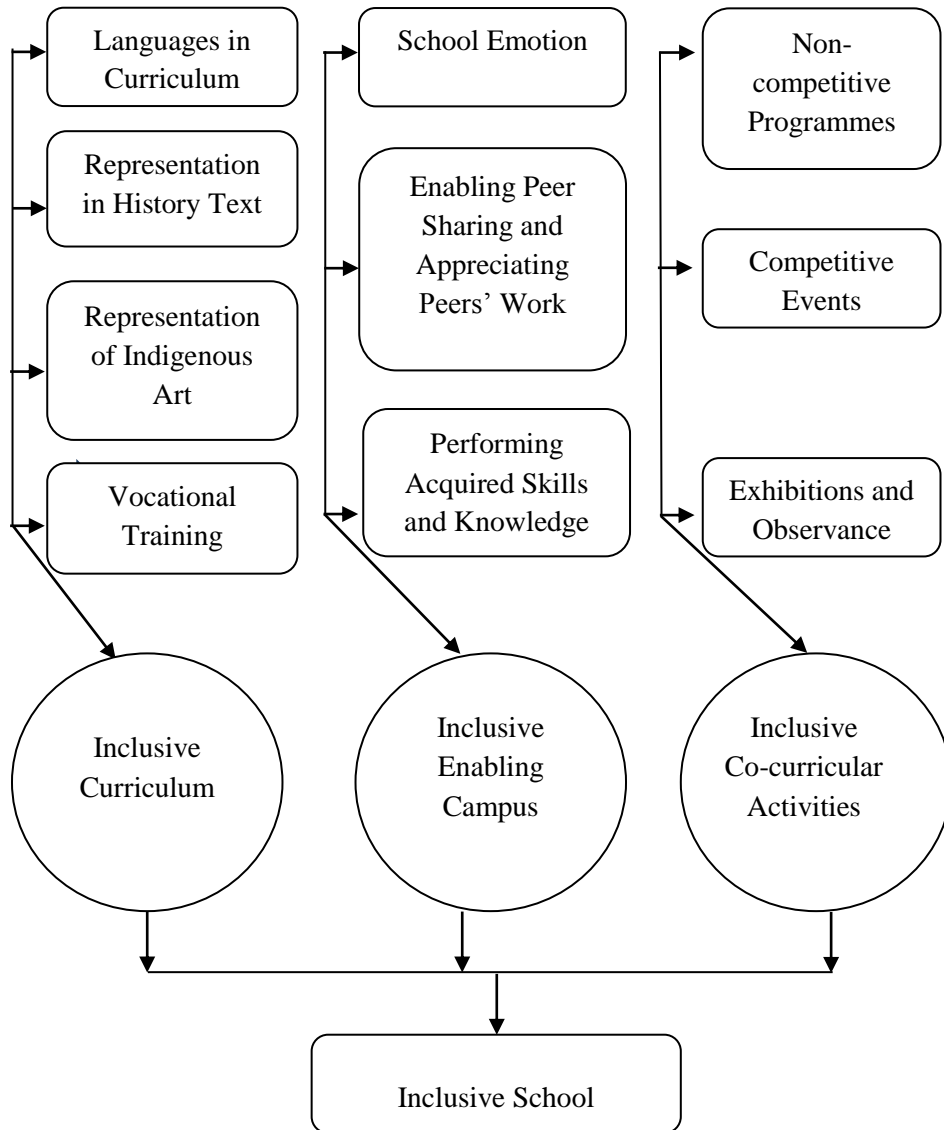 Languages in
Curriculum
Representation
in History Text
Representation
of Indigenous
Art
Vocational
Training
School Emotion
Enabling Peer
Sharing and
Appreciating
Peers’ Work
Performing
Acquired Skills
and Knowledge
Non-
competitive
Programmes
Competitive
Events
Exhibitions and
Observance
Inclusive
Curriculum
Inclusive
Enabling
Campus
Inclusive
Co-curricular
Activities
Inclusive School